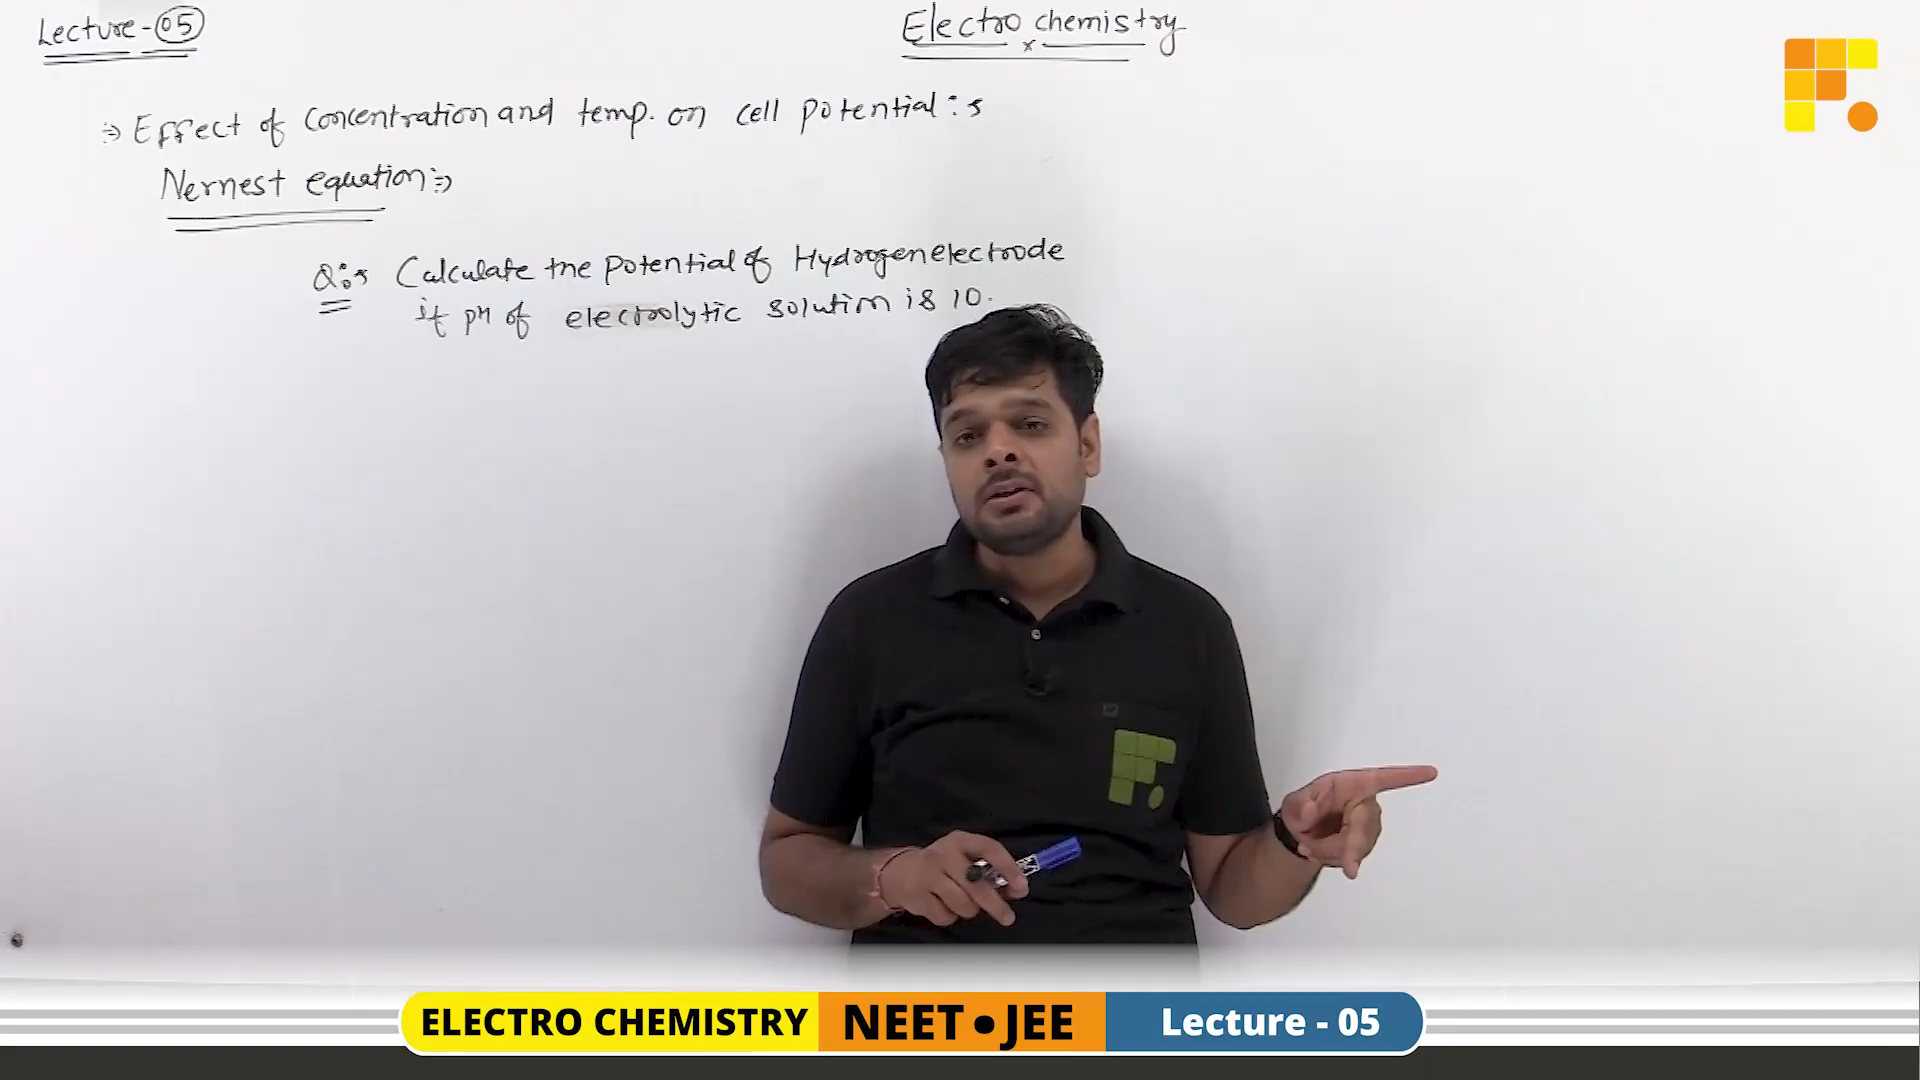 Lecture-05
Electro chemistry
⇒ Effect of concentration and temp. on cell potential :⇒
Nernest equation :⇒
Q:⇒ Calculate the potential of Hydrogen electrode
if pH of electrolytic solution is 10.
ELECTRO CHEMISTRY NEET • JEE Lecture - 05